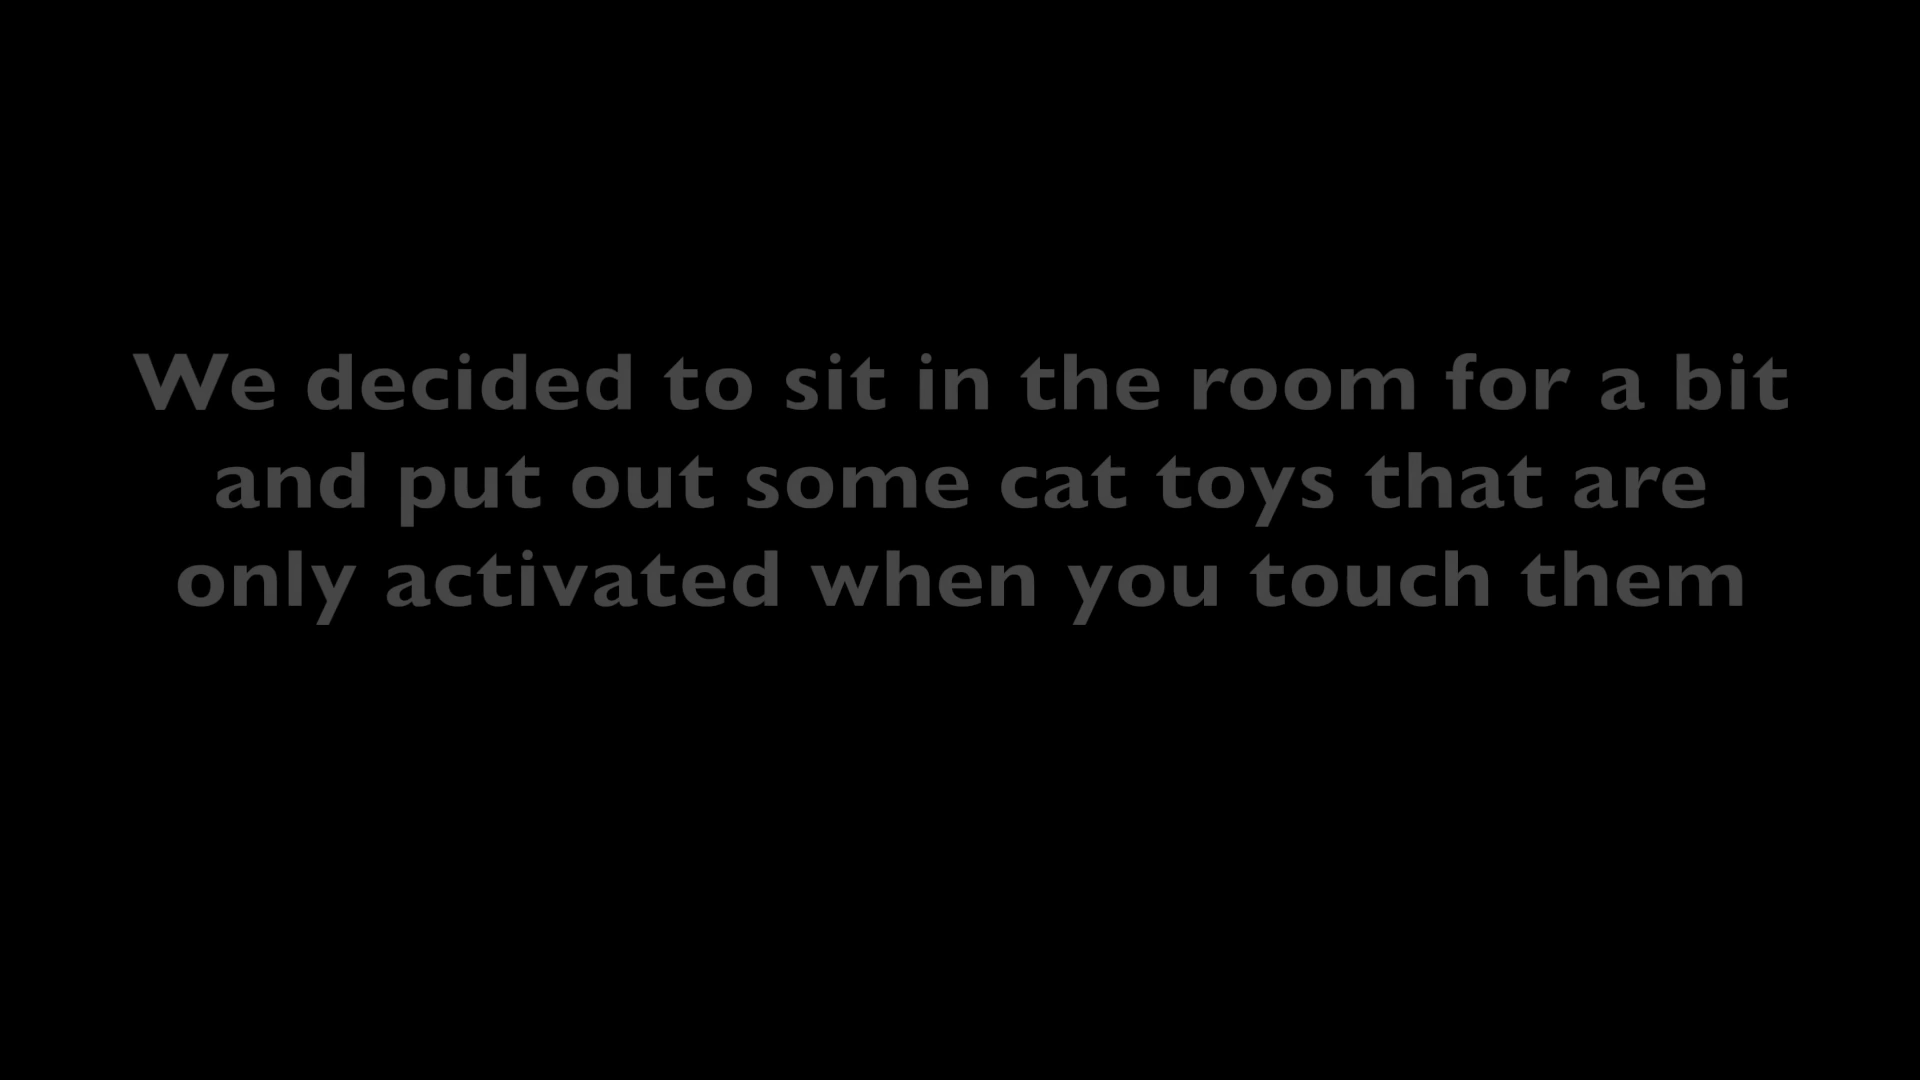 We decided to sit in the room for a bit
and put out some cat toys that are
only activated when you touch them